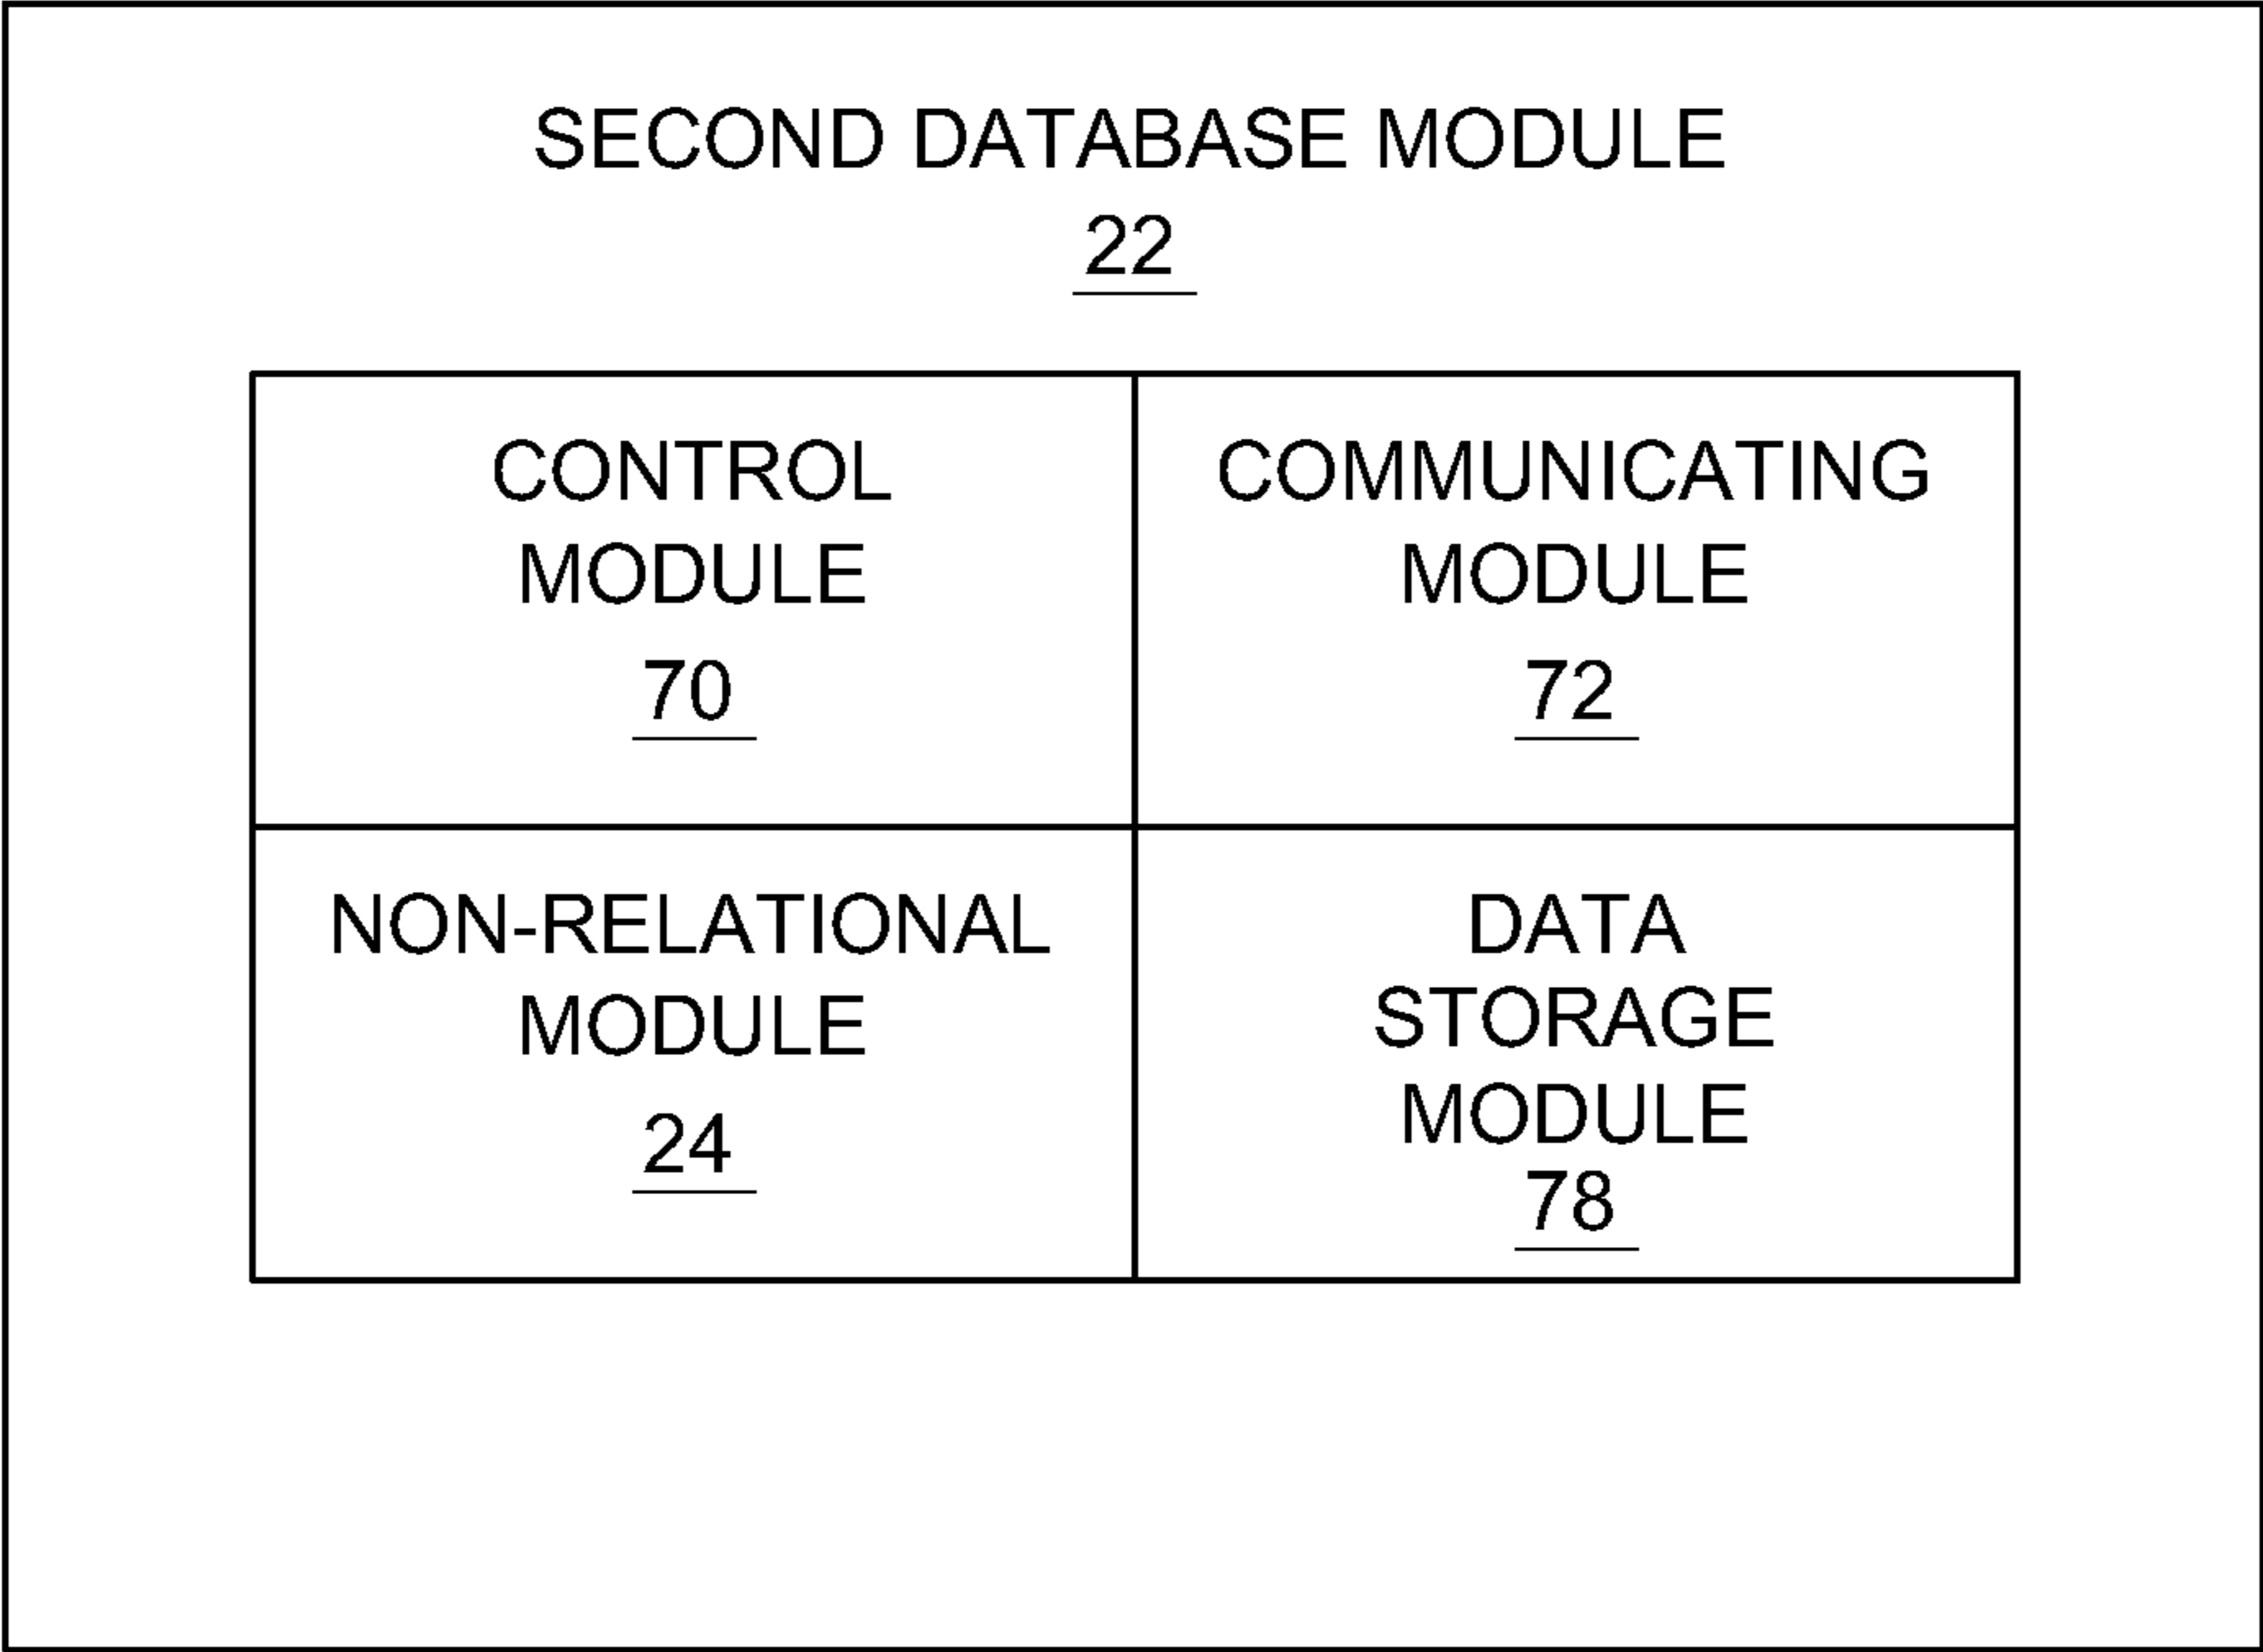 SECOND DATABASE MODULE
22
CONTROL
MODULE
70
COMMUNICATING
MODULE
72
NON-RELATIONAL
MODULE
24
DATA
STORAGE
MODULE
78